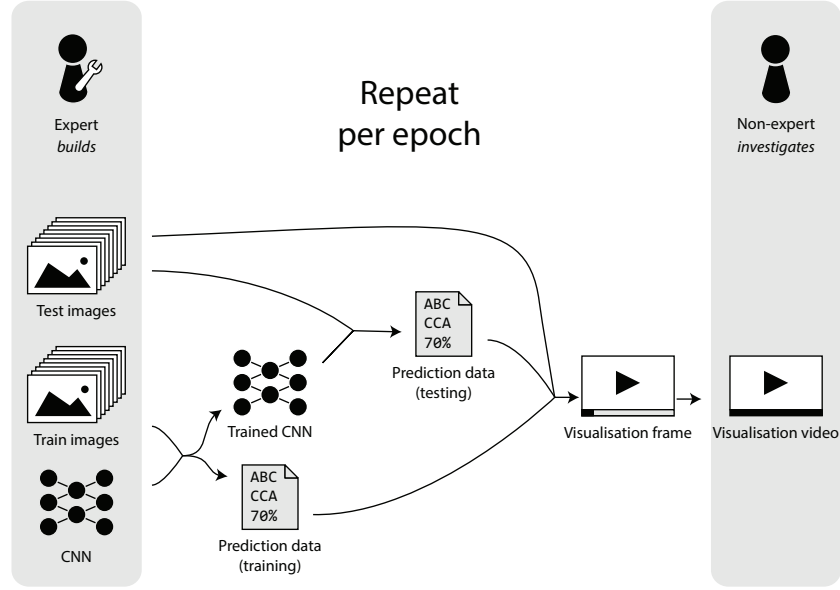 Expert
builds
Repeat
per epoch
Non-expert
investigates
Test images
ABC
CCA
70%
Prediction data
(testing)
Train images
Trained CNN
Visualisation frame
Visualisation video
ABC
CCA
70%
Prediction data
(training)
CNN